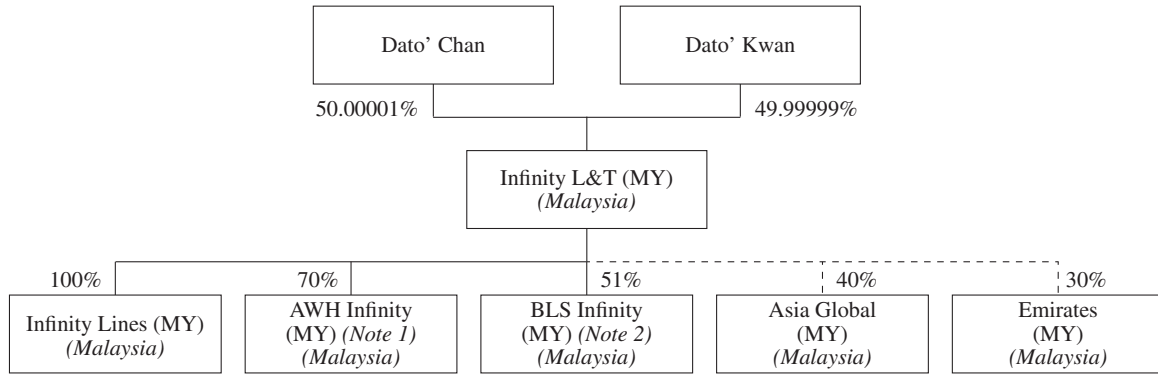 Dato’ Chan
Dato’ Kwan
50.00001%
49.99999%
Infinity L&T (MY)
(Malaysia)
100%
70%
51%
40%
30%
Infinity Lines (MY)
(Malaysia)
AWH Infinity
(MY) (Note 1)
(Malaysia)
BLS Infinity
(MY) (Note 2)
(Malaysia)
Asia Global
(MY)
(Malaysia)
Emirates
(MY)
(Malaysia)